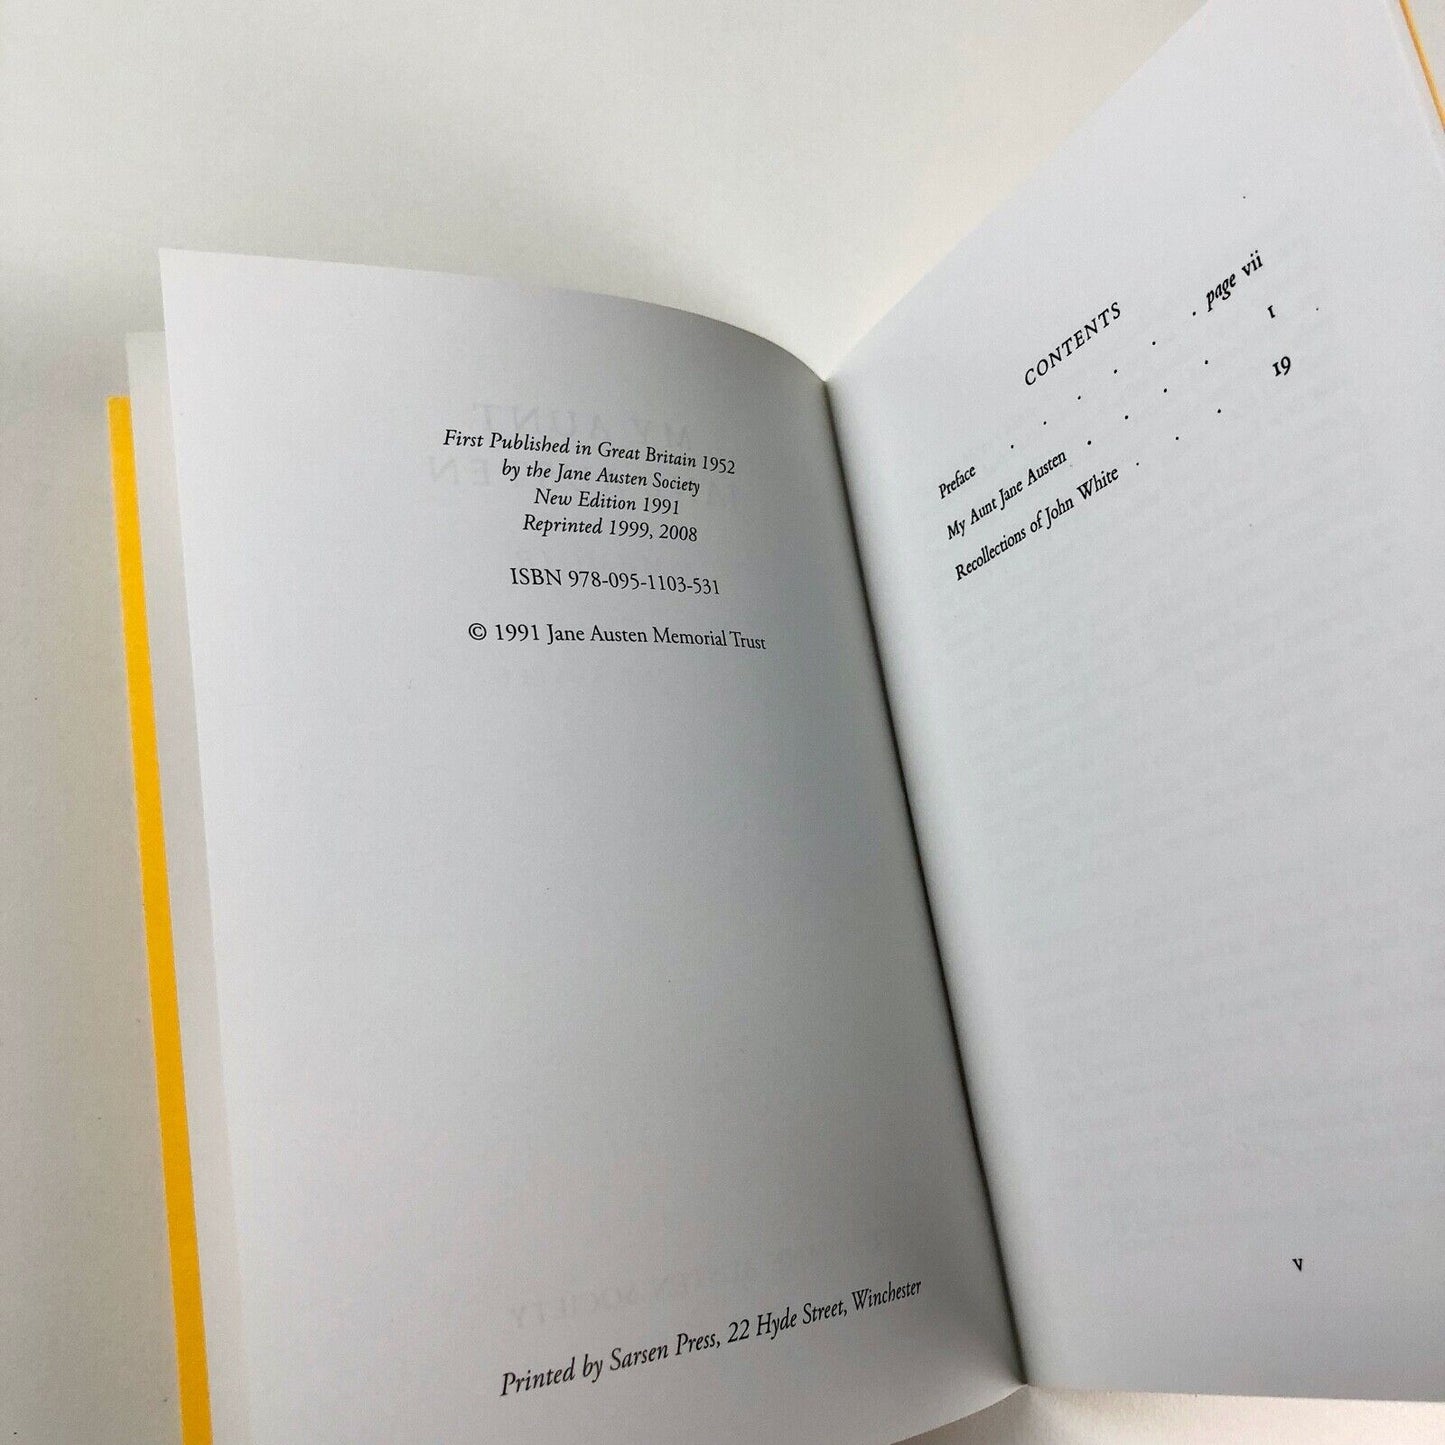 First Published in Great Britain 1952
by the Jane Austen Society
New Edition 1991
Reprinted 1999, 2008
ISBN 978-095-1103-531
© 1991 Jane Austen Memorial Trust
Printed by Sarsen Press, 22 Hyde Street, Winchester
CONTENTS
Preface . . . . . . page vii
My Aunt Jane Austen . . . . 1
Recollections of John White . . . 19
v